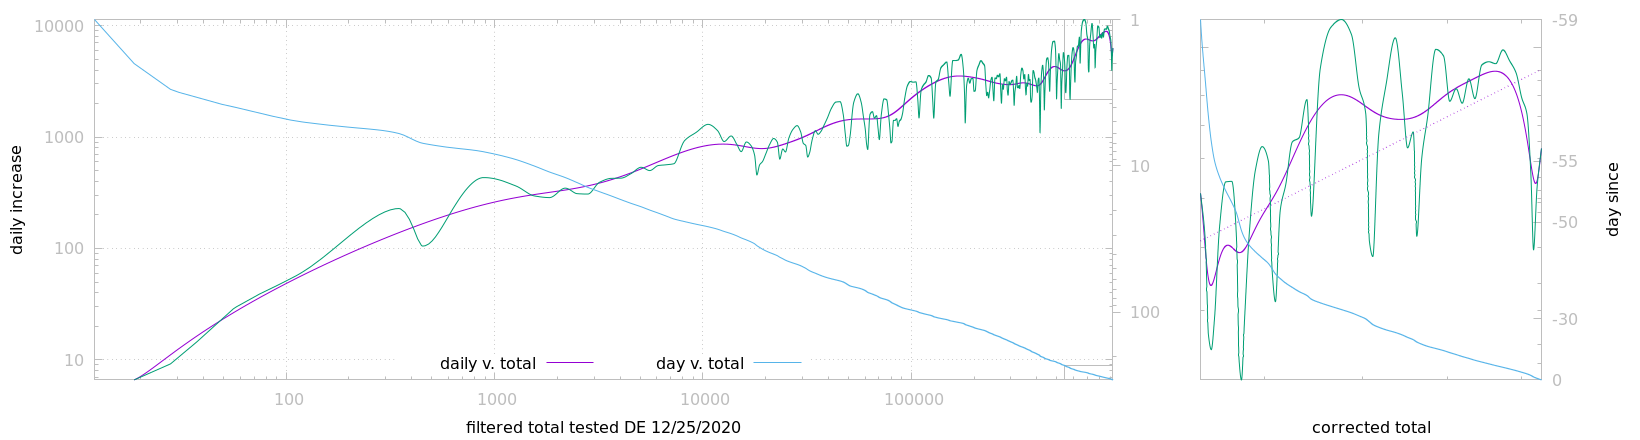 10000
1000
100
10
daily increase
daily v. total
day v. total
100
1000
10000
100000
filtered total tested DE 12/25/2020
1
10
100
-59
-55
-50
-30
0
day since
corrected total